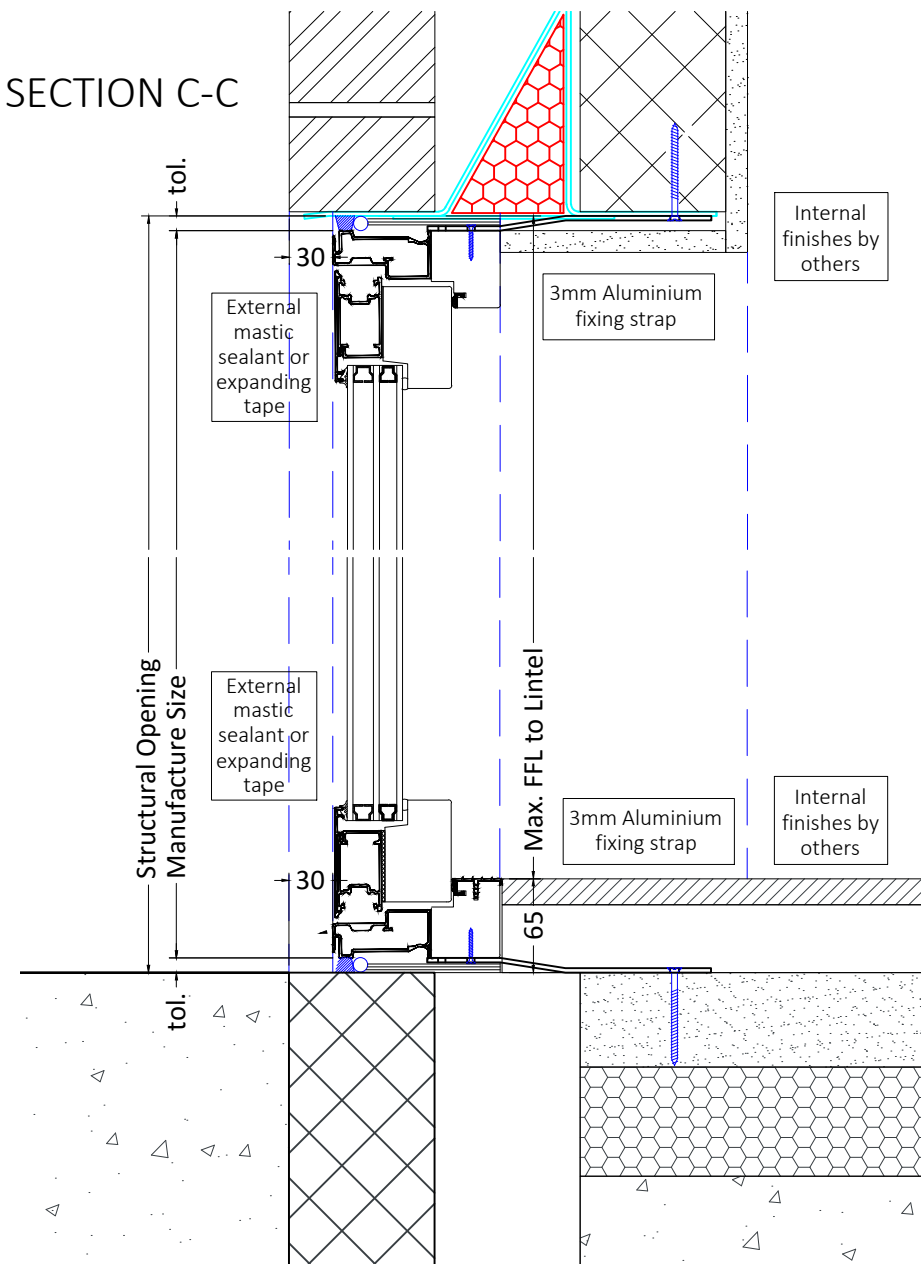 SECTION C-C
tol.
30
Internal
finishes by
others
3mm Aluminium
fixing strap
External
mastic
sealant or
expanding
tape
Structural Opening
Manufacture Size
Max. FFL to Lintel
External
mastic
sealant or
expanding
tape
3mm Aluminium
fixing strap
Internal
finishes by
others
30
65
tol.